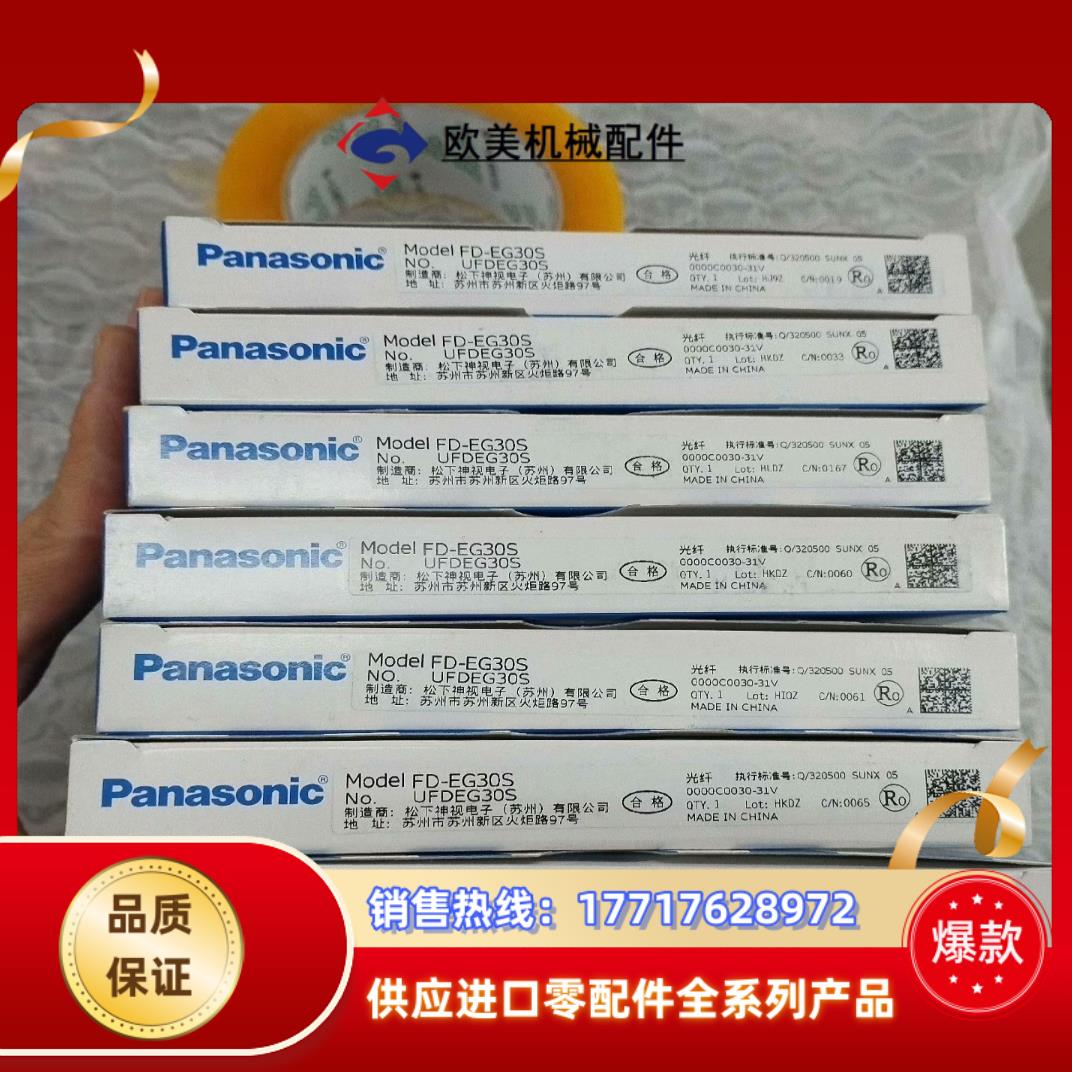 欧美机械配件
Panasonic®
Model FD-EG30S
NO. UFDEG30S
制造商: 松下神视电子(苏州)有限公司
地 址: 苏州市苏州新区火炬路97号
合格
光纤 执行标准号:Q/320500 SUNX 05
0000C0030-31V
QTY. 1 Lot: HJ9Z C/N:0019
MADE IN CHINA
Ro
A
Panasonic®
Model FD-EG30S
No. UFDEG30S
制造商: 松下神视电子(苏州)有限公司
地 址: 苏州市苏州新区火炬路97号
合格
光纤 执行标准号:Q/320500 SUNX 05
0000C0030-31V
QTY. 1 Lot: HKDZ C/N:0033
MADE IN CHINA
Ro
A
Panasonic®
Model FD-EG30S
No. UFDEG30S
制造商: 松下神视电子(苏州)有限公司
地 址: 苏州市苏州新区火炬路97号
合格
光纤 执行标准号:Q/320500 SUNX 05
0000C0030-31V
QTY. 1 Lot: HLDZ C/N:0167
MADE IN CHINA
Ro
A
Panasonic®
Model FD-EG30S
No. UFDEG30S
制造商: 松下神视电子(苏州)有限公司
地 址: 苏州市苏州新区火炬路97号
合格
光纤 执行标准号:Q/320500 SUNX 05
0000C0030-31V
QTY. 1 Lot: HKDZ C/N:0060
MADE IN CHINA
Ro
A
Panasonic®
Model FD-EG30S
NO. UFDEG30S
制造商: 松下神视电子(苏州)有限公司
地 址: 苏州市苏州新区火炬路97号
合格
光纤 执行标准号:Q/320500 SUNX 05
0000C0030-31V
QTY. 1 Lot: HIOZ C/N:0061
MADE IN CHINA
Ro
A
Panasonic®
Model FD-EG30S
No. UFDEG30S
制造商: 松下神视电子(苏州)有限公司
地 址: 苏州市苏州新区火炬路97号
合格
光纤 执行标准号:Q/320500 SUNX 05
0000C0030-31V
QTY. 1 Lot: HKDZ C/N:0065
MADE IN CHINA
Ro
A
品质
保证
销售热线：17717628972
供应进口零配件全系列产品
爆款